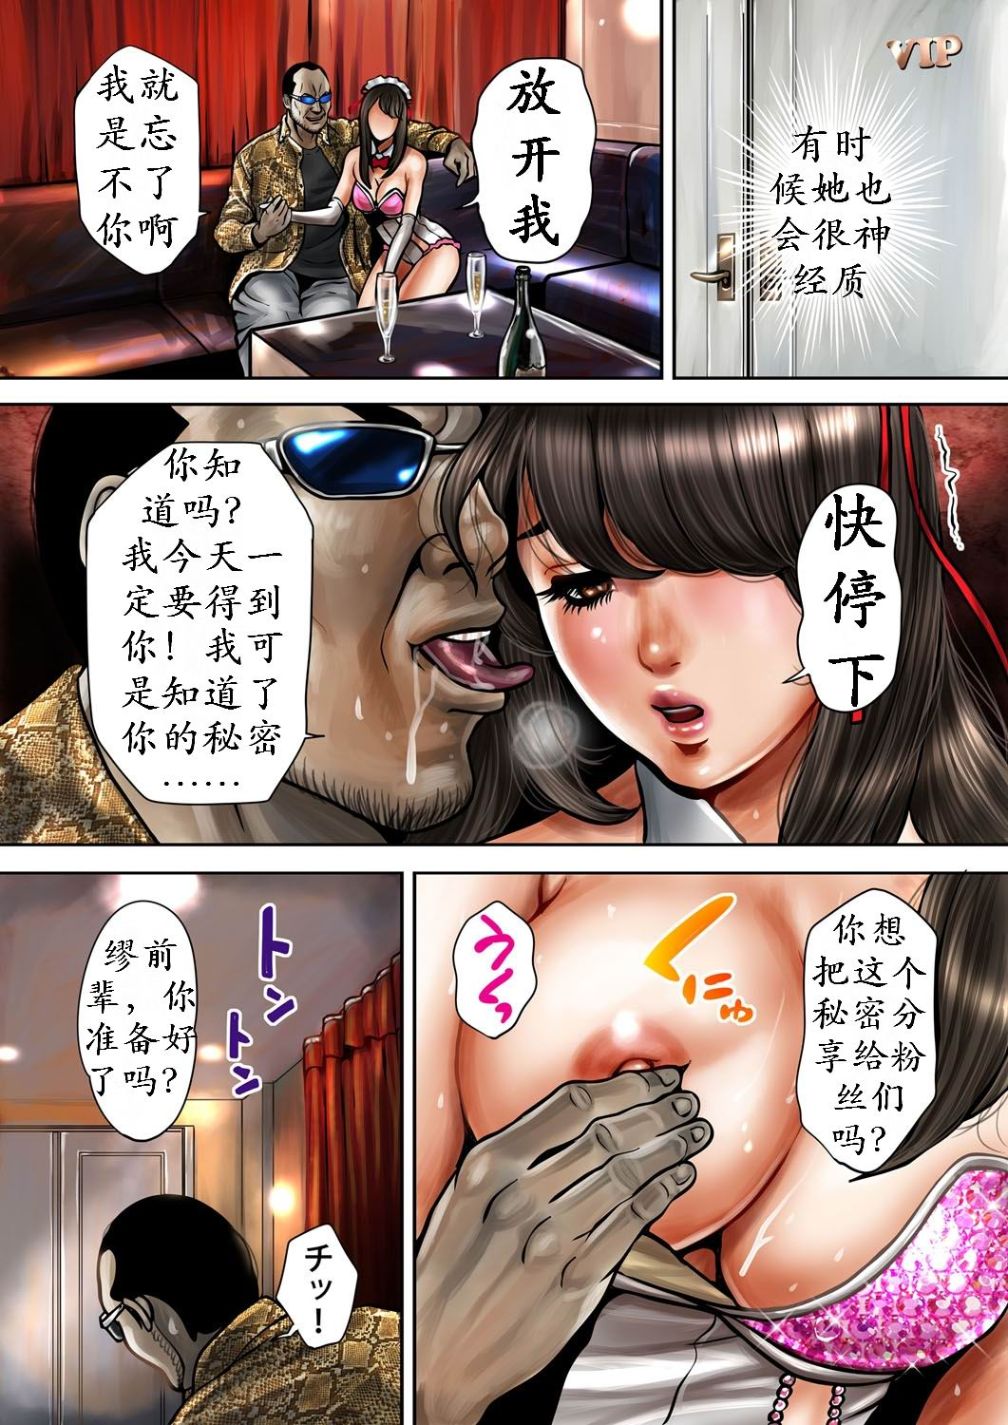 VIP
有时
候她也
会很神
经质
放
开
我
我就
是忘
不了
你啊
快
停
下
你知
道吗?
我今天一
定要得到
你!我可
是知道了
你的秘密
......
你想
把这个
秘密分
享给粉
丝们
吗?
くにゅ
うくっ
トントン
トン
缪前
辈,你
准备好
了吗?
チッ!